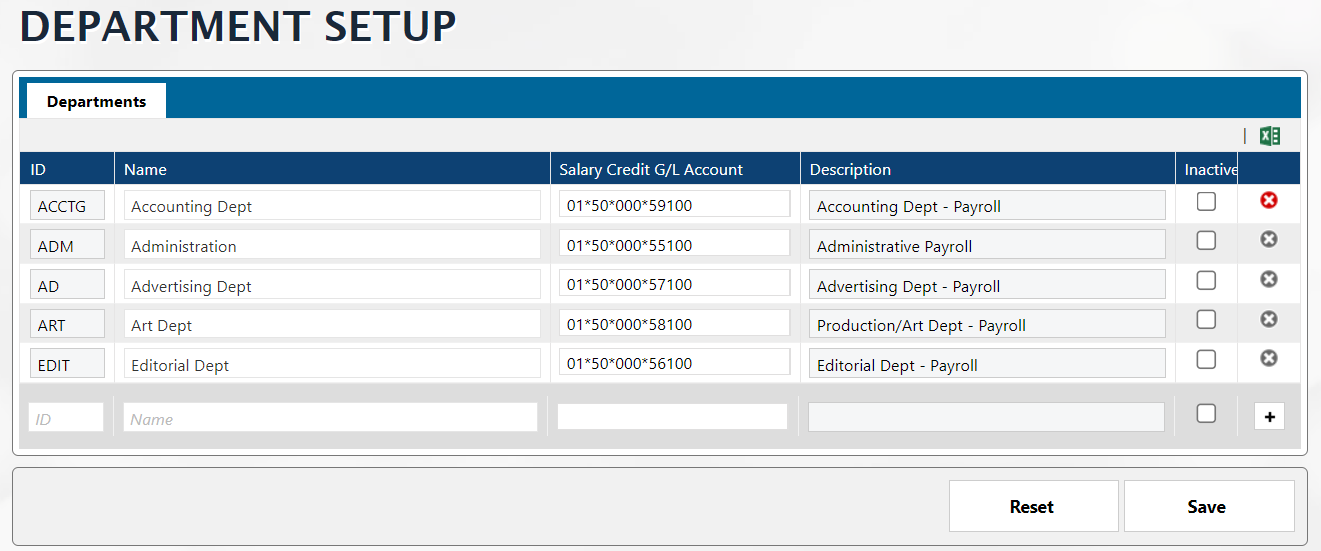 DEPARTMENT SETUP
Departments
ID Name Salary Credit G/L Account Description Inactive
ACCTG Accounting Dept 01*50*000*59100 Accounting Dept - Payroll
ADM Administration 01*50*000*55100 Administrative Payroll
AD Advertising Dept 01*50*000*57100 Advertising Dept - Payroll
ART Art Dept 01*50*000*58100 Production/Art Dept - Payroll
EDIT Editorial Dept 01*50*000*56100 Editorial Dept - Payroll
ID Name
Reset Save